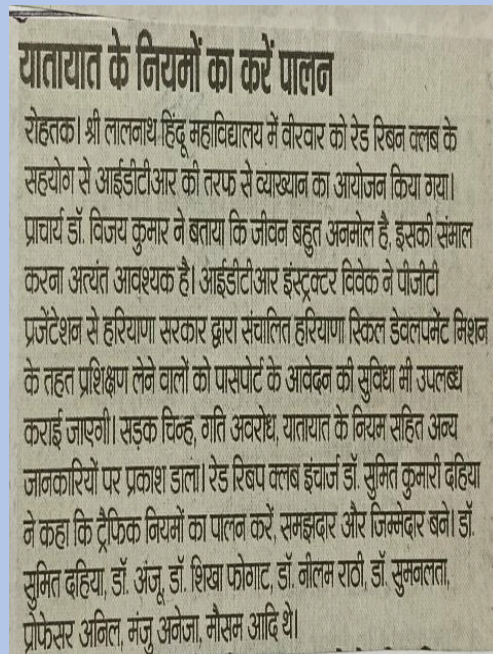 यातायात के नियमों का करें पालन
रोहतक। श्री लालनाथ हिंदू महाविद्यालय में वीरवार को रेड रिबन क्लब के
सहयोग से आईडीटीआर की तरफ से व्याख्यान का आयोजन किया गया।
प्राचार्य डॉ. विजय कुमार ने बताया कि जीवन बहुत अनमोल है, इसकी संभाल
करना अत्यंत आवश्यक है। आईडीटीआर इंस्ट्रक्टर विवेक ने पीजीटी
प्रजेंटेशन से हरियाणा सरकार द्वारा संचालित हरियाणा स्किल डेवलपमेंट मिशन
के तहत प्रशिक्षण लेने वालों को पासपोर्ट के आवेदन की सुविधा भी उपलब्ध
कराई जाएगी। सड़क चिन्ह, गति अवरोध, यातायात के नियम सहित अन्य
जानकारियों पर प्रकाश डाला। रेड रिबप क्लब इंचार्ज डॉ. सुमित कुमारी दहिया
ने कहा कि ट्रैफिक नियमों का पालन करें, समझदार और जिम्मेदार बने। डॉ.
सुमित दहिया, डॉ. अंजू, डॉ. शिखा फोगाट, डॉ. नीलम राठी, डॉ. सुमनलता,
प्रोफेसर अनिल, मंजु अनेजा, मौसम आदि थे।